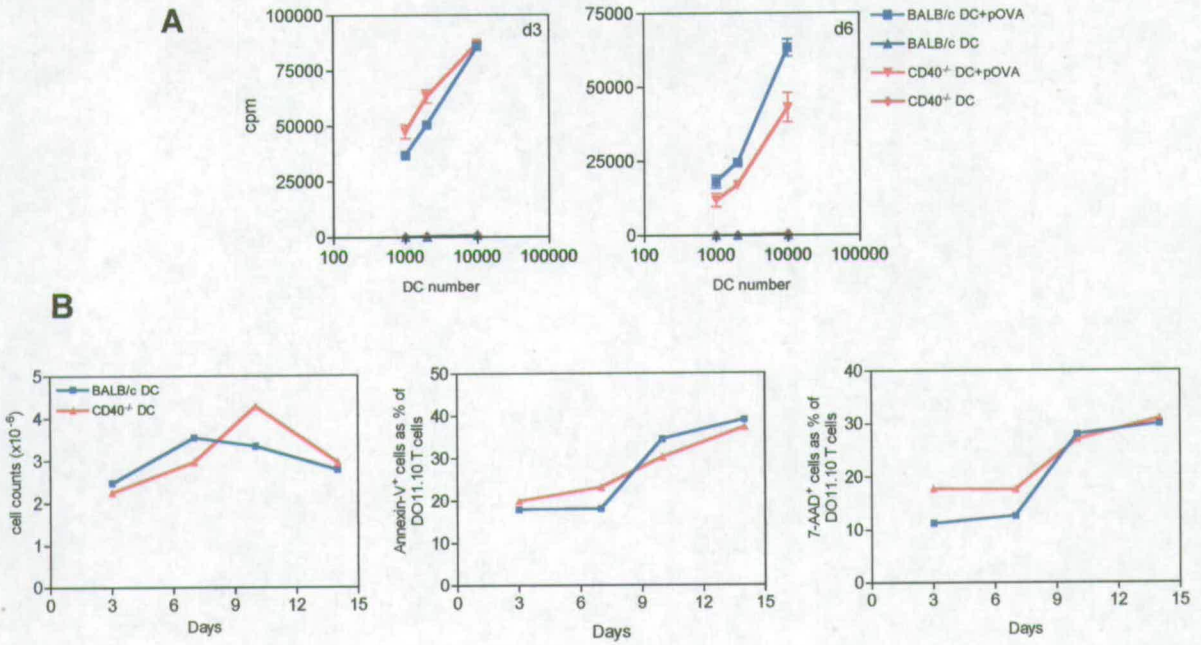 A
100000
75000
50000
25000
0
cpm
d3
100 1000 10000 100000
DC number
75000
50000
25000
0
d6
100 1000 10000 100000
DC number
BALB/c DC+pOVA
BALB/c DC
CD40-/- DC+pOVA
CD40-/- DC
B
5
4
3
2
1
0
cell counts (x10-6)
BALB/c DC
CD40-/- DC
0 3 6 9 12 15
Days
50
40
30
20
10
0
Annexin-V+ cells as % of
DO11.10 T cells
0 3 6 9 12 15
Days
40
30
20
10
0
7-AAD+ cells as % of
DO11.10 T cells
0 3 6 9 12 15
Days